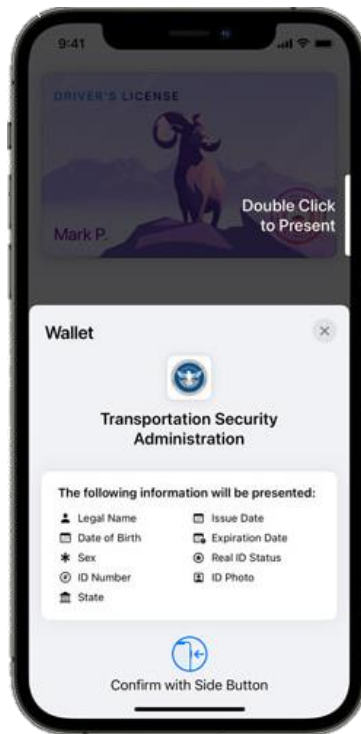 9:41
DRIVER'S LICENSE
Double Click
to Present
Mark P.
Wallet
Transportation Security
Administration
The following information will be presented:
Legal Name
Issue Date
Date of Birth
Expiration Date
Sex
Real ID Status
ID Number
ID Photo
State
Confirm with Side Button